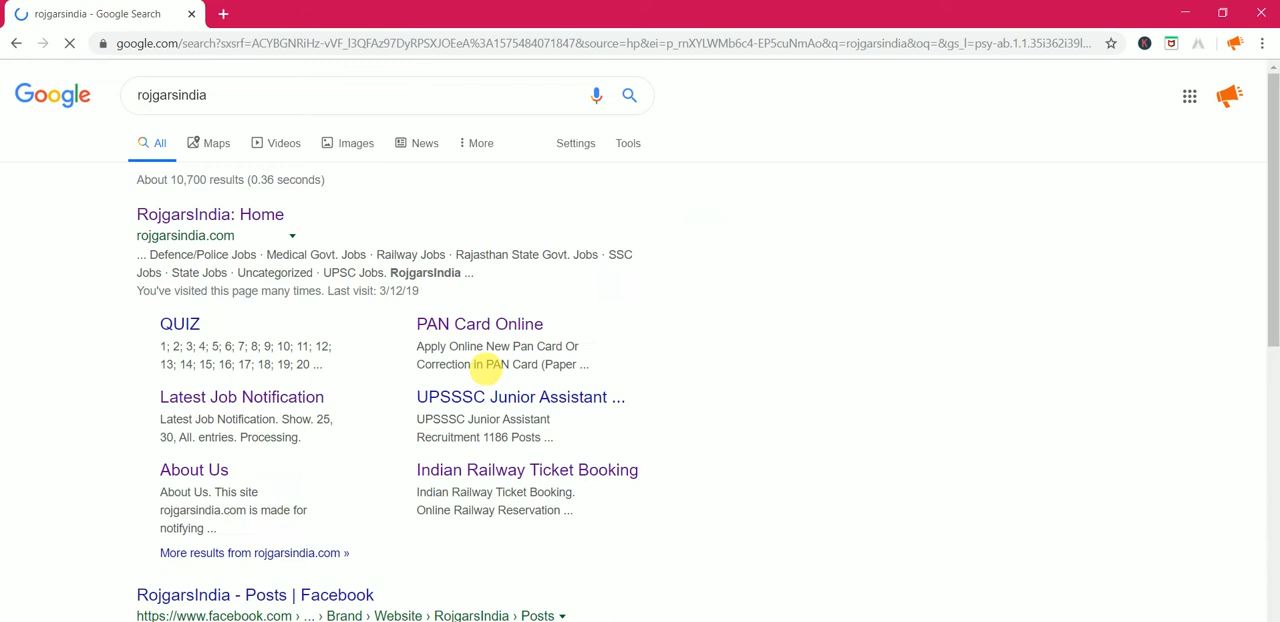 rojgarsindia - Google Search
google.com/search?sxsrf=ACYBGNRiHz-vVF_l3QFAz97DyRPSXJOEeA%3A1575484071847&source=hp&ei=p_rnXYLWMb6c4-EP5cuNmAo&q=rojgarsindia&oq=&gs_l=psy-ab.1.1.35i362i39l...
Google
rojgarsindia
All Maps Videos Images News More Settings Tools
About 10,700 results (0.36 seconds)
RojgarsIndia: Home
rojgarsindia.com
... Defence/Police Jobs · Medical Govt. Jobs · Railway Jobs · Rajasthan State Govt. Jobs · SSC
Jobs · State Jobs · Uncategorized · UPSC Jobs. RojgarsIndia ...
You've visited this page many times. Last visit: 3/12/19
QUIZ
1; 2; 3; 4; 5; 6; 7; 8; 9; 10; 11; 12;
13; 14; 15; 16; 17; 18; 19; 20 ...
PAN Card Online
Apply Online New Pan Card Or
Correction In PAN Card (Paper ...
Latest Job Notification
Latest Job Notification. Show. 25,
30, All. entries. Processing.
UPSSSC Junior Assistant ...
UPSSSC Junior Assistant
Recruitment 1186 Posts ...
About Us
About Us. This site
rojgarsindia.com is made for
notifying ...
Indian Railway Ticket Booking
Indian Railway Ticket Booking.
Online Railway Reservation ...
More results from rojgarsindia.com »
RojgarsIndia - Posts | Facebook
https://www.facebook.com › ... › Brand › Website › RojgarsIndia › Posts